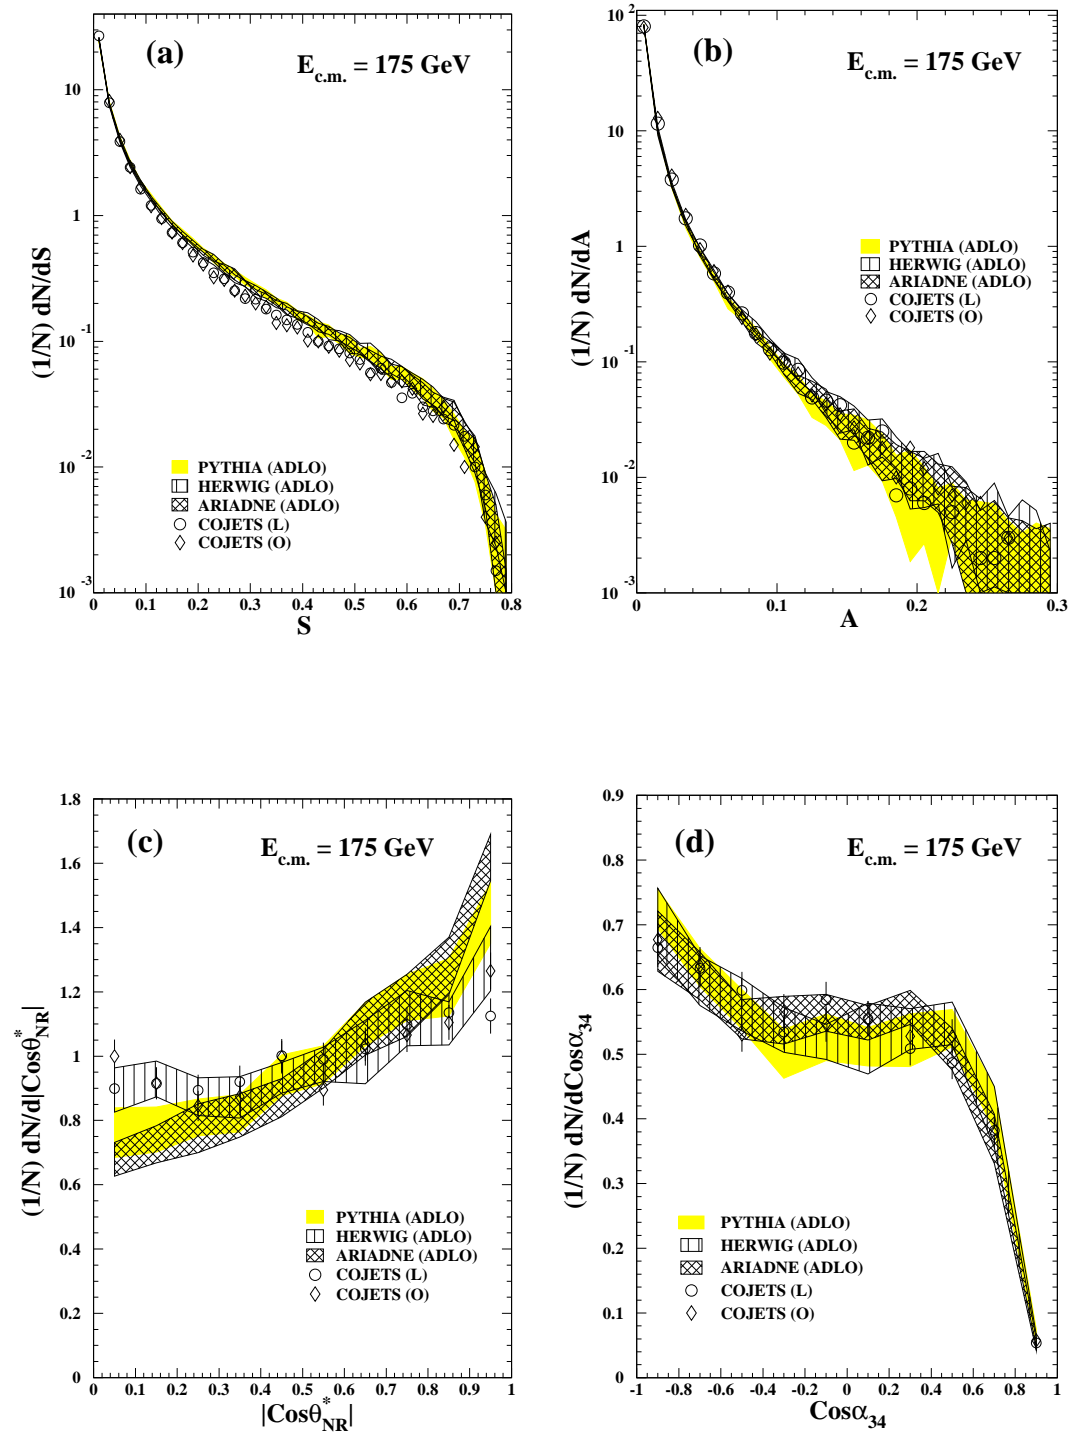 (a)
E_c.m. = 175 GeV
(1/N) dN/dS
10
1
10^-1
10^-2
10^-3
PYTHIA (ADLO)
HERWIG (ADLO)
ARIADNE (ADLO)
COJETS (L)
COJETS (O)
0 0.1 0.2 0.3 0.4 0.5 0.6 0.7 0.8
S
(b)
E_c.m. = 175 GeV
(1/N) dN/dA
10^2
10
1
10^-1
10^-2
10^-3
PYTHIA (ADLO)
HERWIG (ADLO)
ARIADNE (ADLO)
COJETS (L)
COJETS (O)
0 0.1 0.2 0.3
A
(c)
E_c.m. = 175 GeV
(1/N) dN/d|Cosθ*_NR|
1.8
1.6
1.4
1.2
1
0.8
0.6
0.4
0.2
0
PYTHIA (ADLO)
HERWIG (ADLO)
ARIADNE (ADLO)
COJETS (L)
COJETS (O)
0 0.1 0.2 0.3 0.4 0.5 0.6 0.7 0.8 0.9 1
|Cosθ*_NR|
(d)
E_c.m. = 175 GeV
(1/N) dN/dCosα_34
0.9
0.8
0.7
0.6
0.5
0.4
0.3
0.2
0.1
0
PYTHIA (ADLO)
HERWIG (ADLO)
ARIADNE (ADLO)
COJETS (L)
COJETS (O)
-1 -0.8 -0.6 -0.4 -0.2 0 0.2 0.4 0.6 0.8 1
Cosα_34